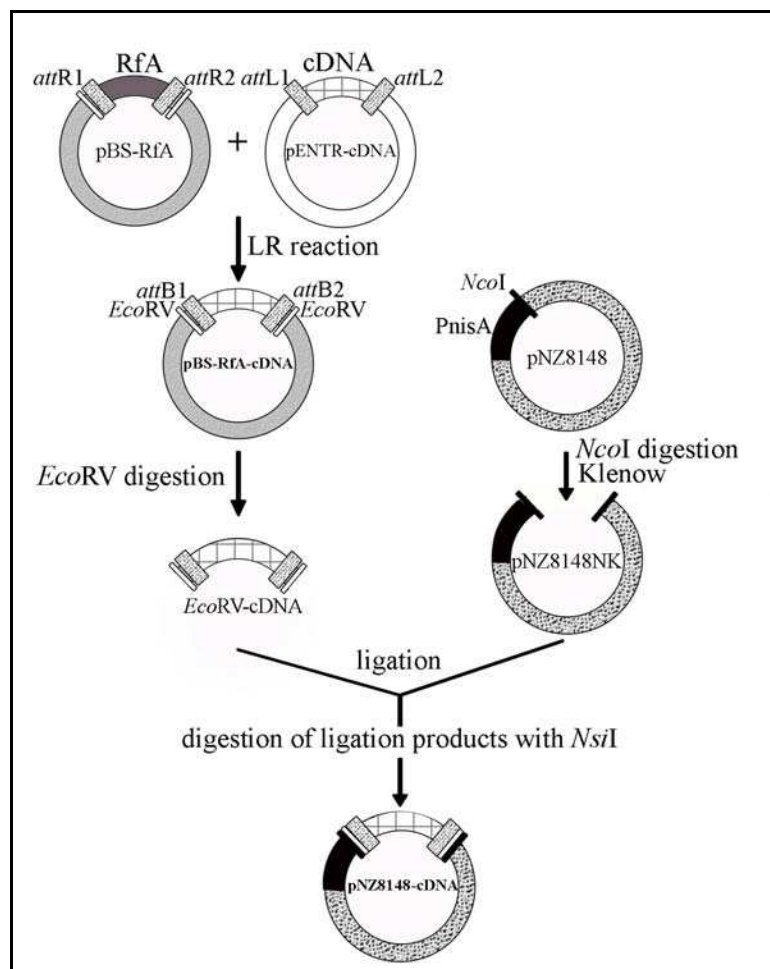 RfA
cDNA
attR1
attR2
attL1
attL2
pBS-RfA
+
pENTR-cDNA
LR reaction
attB1
EcoRV
attB2
EcoRV
pBS-RfA-cDNA
NcoI
PnisA
pNZ8148
EcoRV digestion
NcoI digestion
Klenow
EcoRV-cDNA
pNZ8148NK
ligation
digestion of ligation products with NsiI
pNZ8148-cDNA